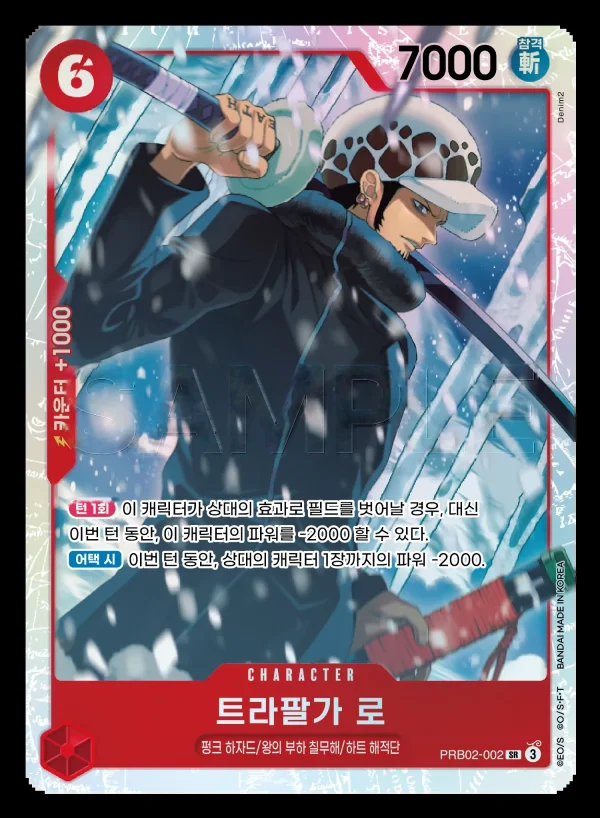 6
7000
참격
斬
Denim2
카운터 +1000
SAMPLE
턴 1회 이 캐릭터가 상대의 효과로 필드를 벗어날 경우, 대신
이번 턴 동안, 이 캐릭터의 파워를 -2000 할 수 있다.
어택 시 이번 턴 동안, 상대의 캐릭터 1장까지의 파워 -2000.
CHARACTER
트라팔가 로
펑크 하자드/왕의 부하 칠무해/하트 해적단
PRB02-002 SR 3
©EO/S ©O/S·F·T BANDAI MADE IN KOREA